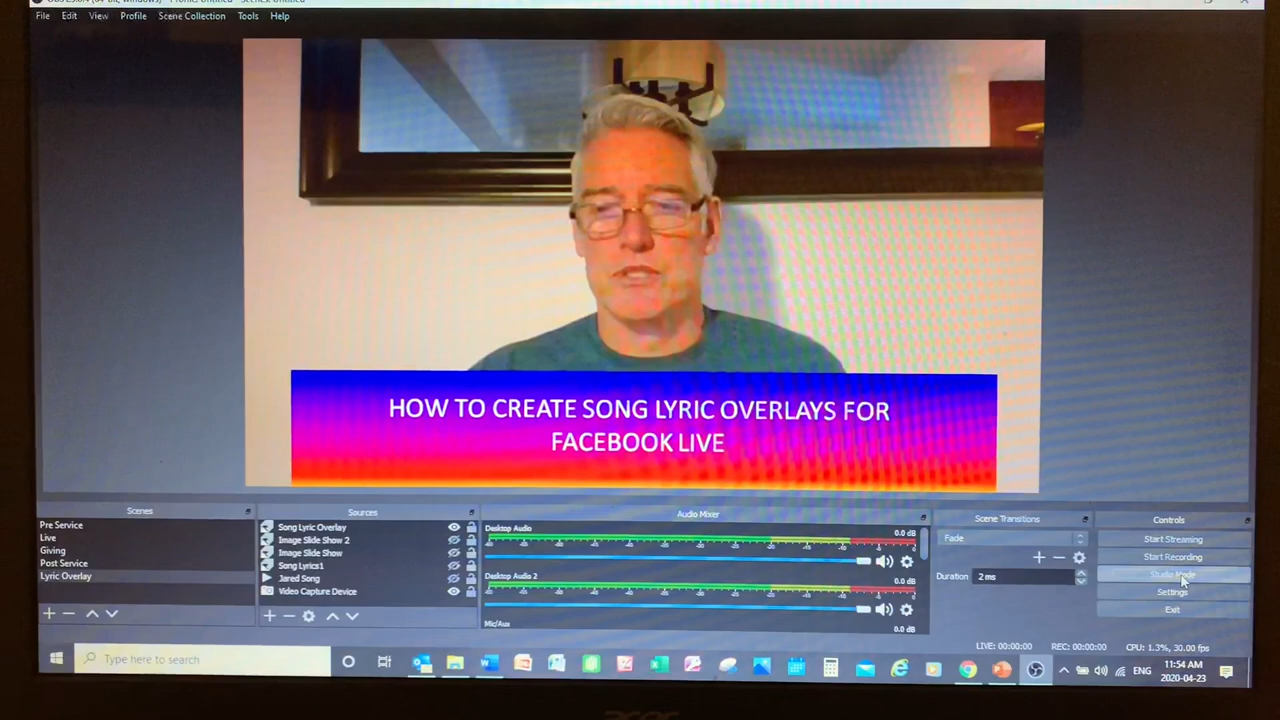 File Edit View Profile Scene Collection Tools Help
HOW TO CREATE SONG LYRIC OVERLAYS FOR
FACEBOOK LIVE
Scenes
Pre Service
Live
Giving
Post Service
Lyric Overlay
Sources
Song Lyric Overlay
Image Slide Show 2
Image Slide Show
Song Lyrics1
Jared Song
Video Capture Device
Audio Mixer
Desktop Audio 0.0 dB
Desktop Audio 2 0.0 dB
Mic/Aux 0.0 dB
Scene Transitions
Fade
Duration 2 ms
Controls
Start Streaming
Start Recording
Studio Mode
Settings
Exit
LIVE: 00:00:00 REC: 00:00:00 CPU: 1.3%, 30.00 fps
Type here to search
ENG
11:54 AM
2020-04-23
acer